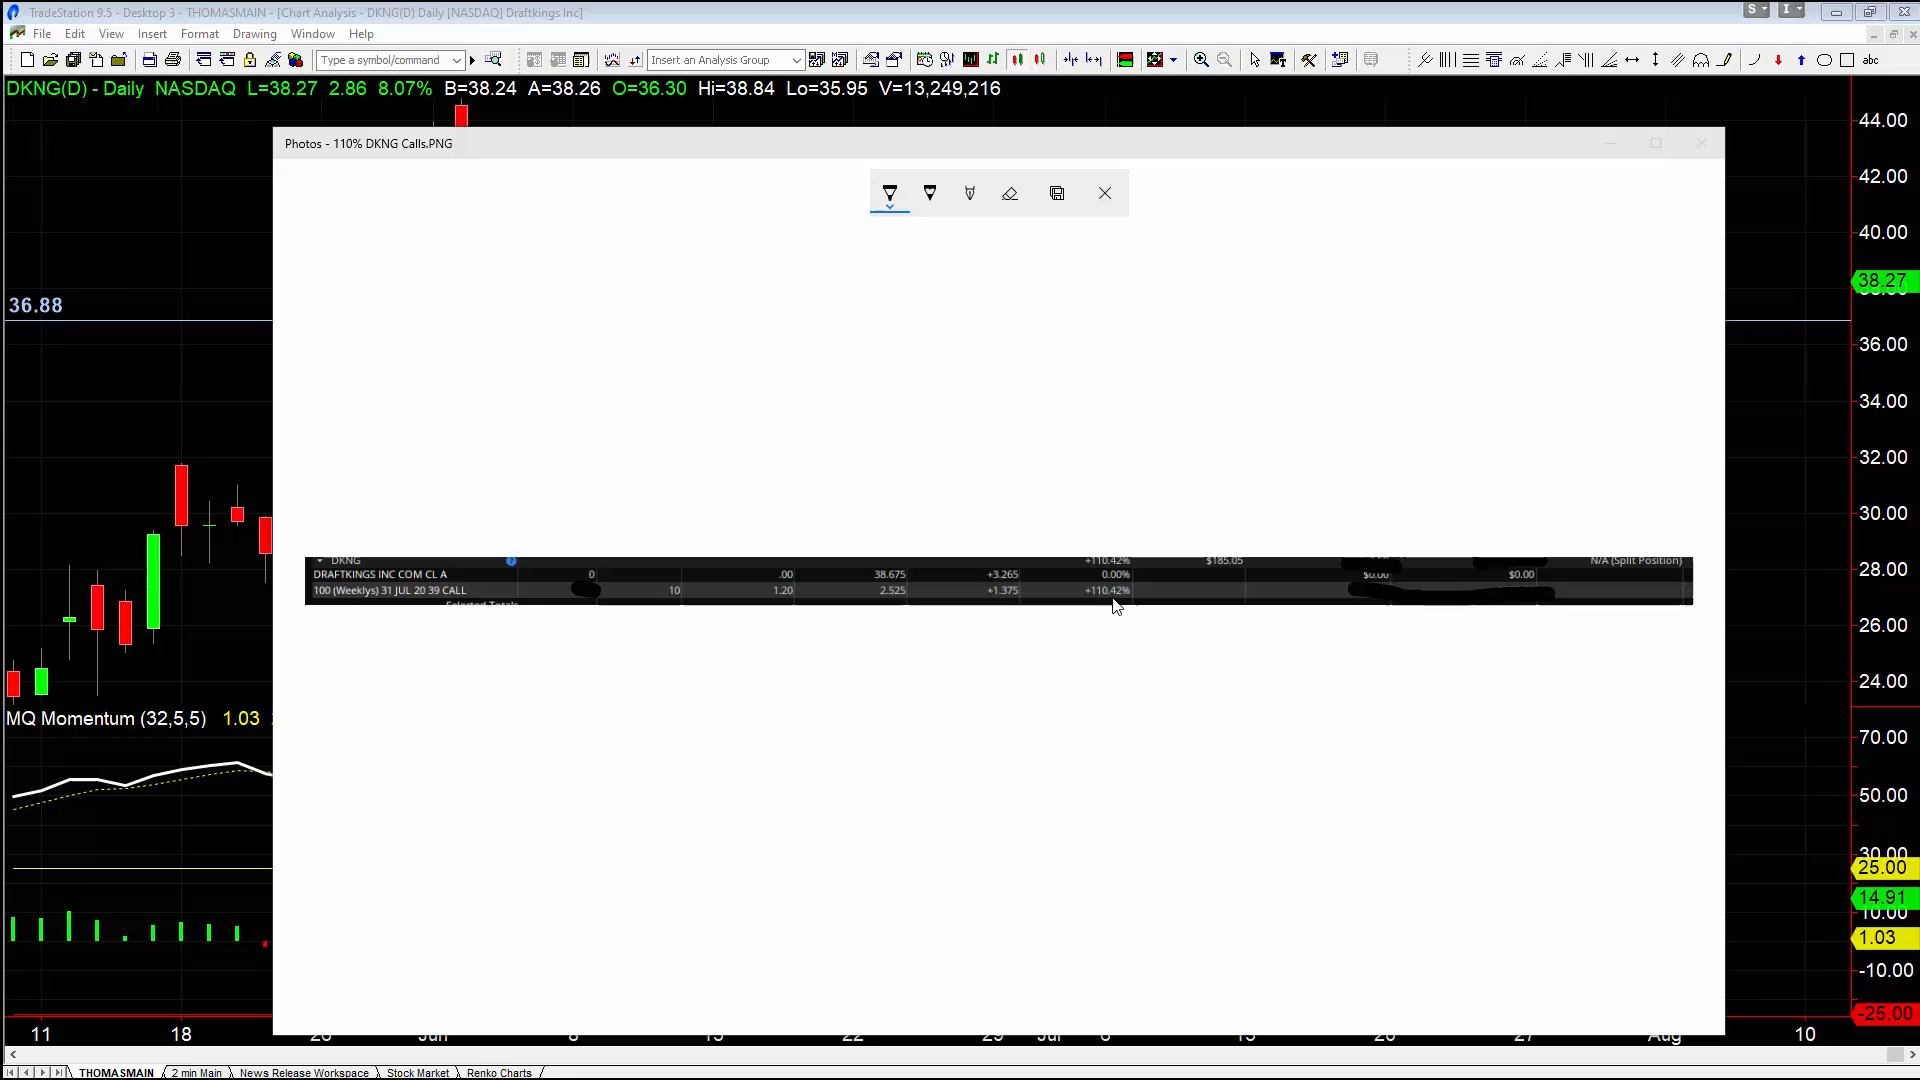 TradeStation 9.5 - Desktop 3 - THOMASMAIN - [Chart Analysis - DKNG(D) Daily [NASDAQ] Draftkings Inc]
S I
File Edit View Insert Format Drawing Window Help
Type a symbol/command Insert an Analysis Group abc
DKNG(D) - Daily NASDAQ L=38.27 2.86 8.07% B=38.24 A=38.26 O=36.30 Hi=38.84 Lo=35.95 V=13,249,216
Photos - 110% DKNG Calls.PNG
36.88
DKNG +110.42% $185.05 N/A (Split Position)
DRAFTKINGS INC COM CL A 0 .00 38.675 +3.265 0.00% $0.00 $0.00
100 (Weeklys) 31 JUL 20 39 CALL 10 1.20 2.525 +1.375 +110.42%
Selected Totals
MQ Momentum (32,5,5) 1.03
44.00
42.00
40.00
38.27
36.00
34.00
32.00
30.00
28.00
26.00
24.00
70.00
50.00
30.00
25.00
14.91
10.00
1.03
-10.00
-25.00
11 18 Jun 8 15 22 29 Jul 20 27 Aug 10
THOMASMAIN 2 min Main News Release Workspace Stock Market Renko Charts